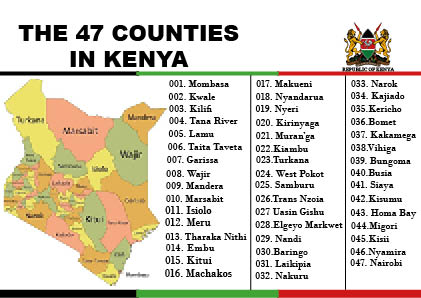 THE 47 COUNTIES
IN KENYA
REPUBLIC OF KENYA
Turkana
Marsabit
Mandera
Wajir
Isiolo
Garissa
Kitui
Narok
001. Mombasa
002. Kwale
003. Kilifi
004. Tana River
005. Lamu
006. Taita Taveta
007. Garissa
008. Wajir
009. Mandera
010. Marsabit
011. Isiolo
012. Meru
013. Tharaka Nithi
014. Embu
015. Kitui
016. Machakos
017. Makueni
018. Nyandarua
019. Nyeri
020. Kirinyaga
021. Muran'ga
022.Kiambu
023.Turkana
024. West Pokot
025. Samburu
026.Trans Nzoia
027 Uasin Gishu
028.Elgeyo Markwet
029. Nandi
030.Baringo
031. Laikipia
032. Nakuru
033. Narok
034. Kajiado
035.Kericho
036.Bomet
037. Kakamega
038.Vihiga
039. Bungoma
040.Busia
041. Siaya
042.Kisumu
043. Homa Bay
044.Migori
045.Kisii
046.Nyamira
047. Nairobi